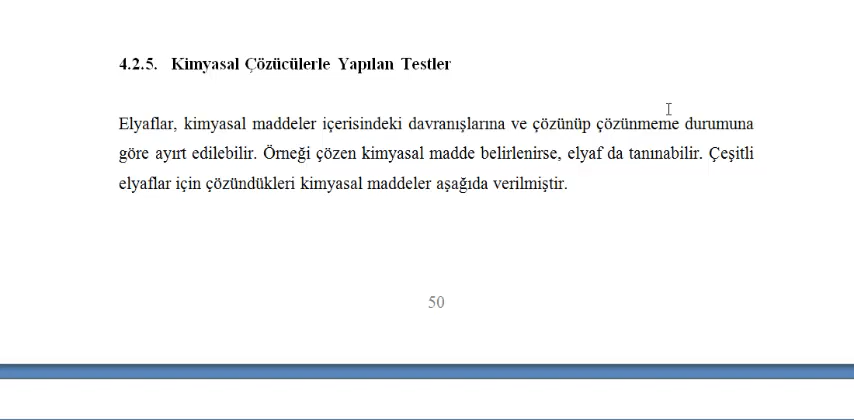 4.2.5. Kimyasal Çözücülerle Yapılan Testler
Elyaflar, kimyasal maddeler içerisindeki davranışlarına ve çözünüp çözünmeme durumuna
göre ayırt edilebilir. Örneği çözen kimyasal madde belirlenirse, elyaf da tanınabilir. Çeşitli
elyaflar için çözündükleri kimyasal maddeler aşağıda verilmiştir.
50